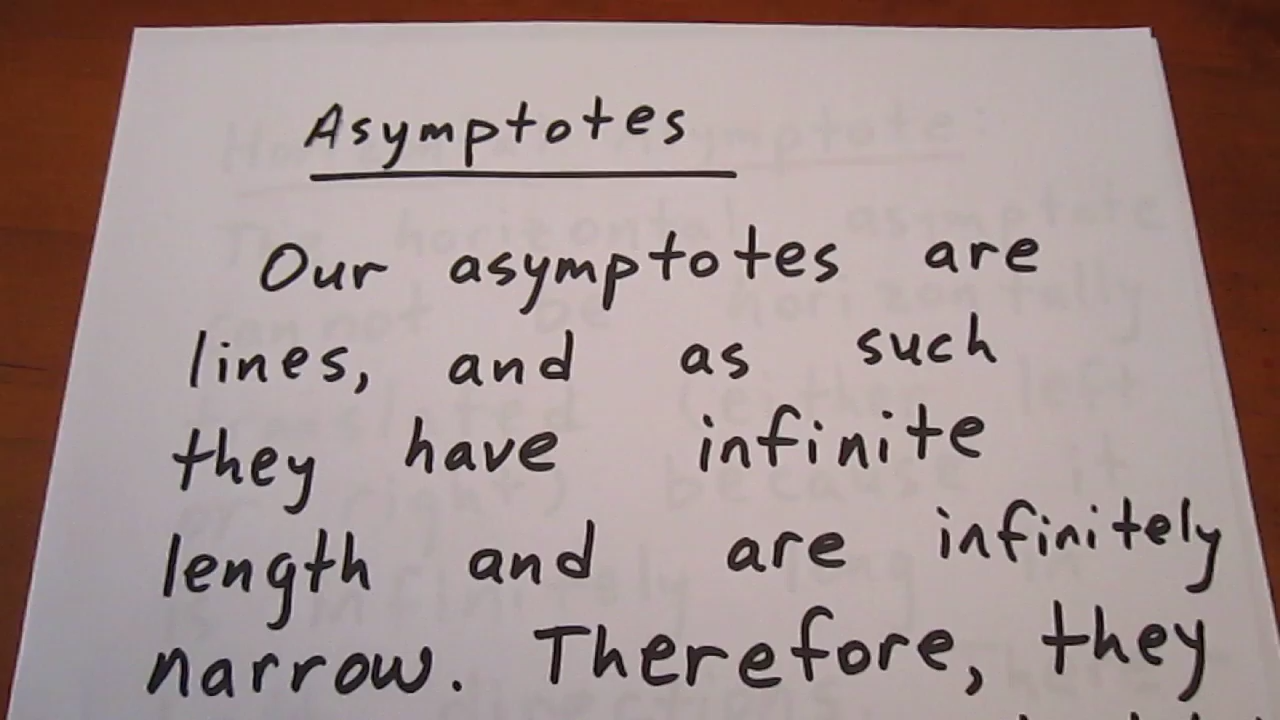 Asymptotes
Our asymptotes are
lines, and as such
they have infinite
length and are infinitely
narrow. Therefore, they